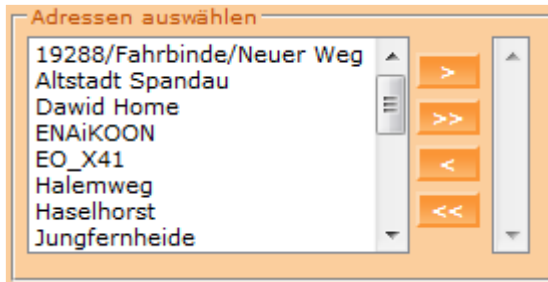 Adressen auswählen
19288/Fahrbinde/Neuer Weg
Altstadt Spandau
Dawid Home
ENAiKOON
EO_X41
Halemweg
Haselhorst
Jungfernheide
>
>>
<
<<